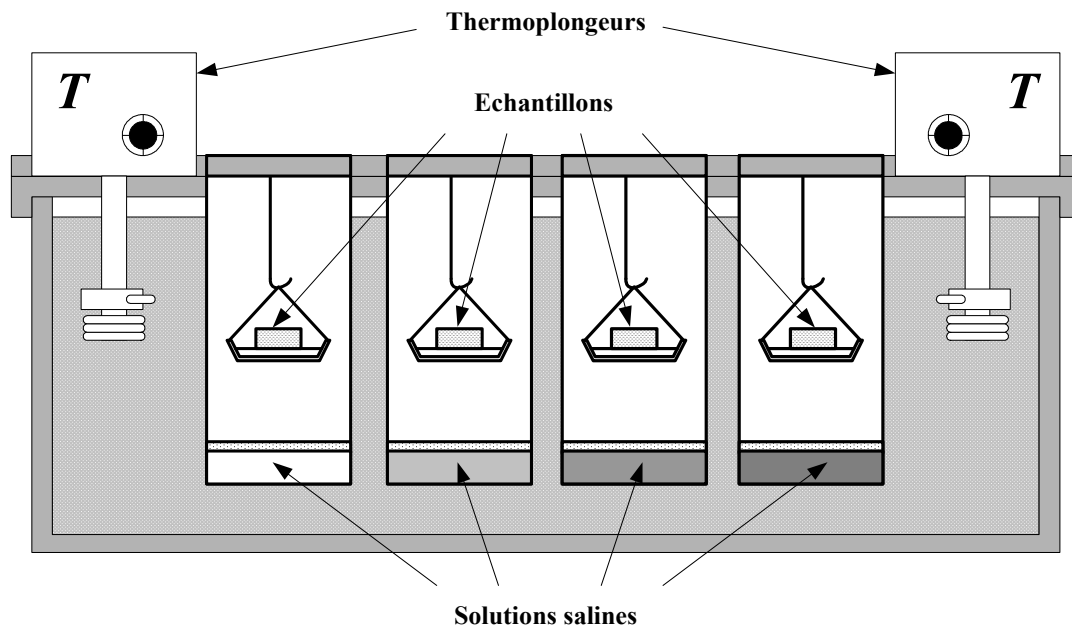 Thermoplongeurs
T
T
Echantillons
Solutions salines